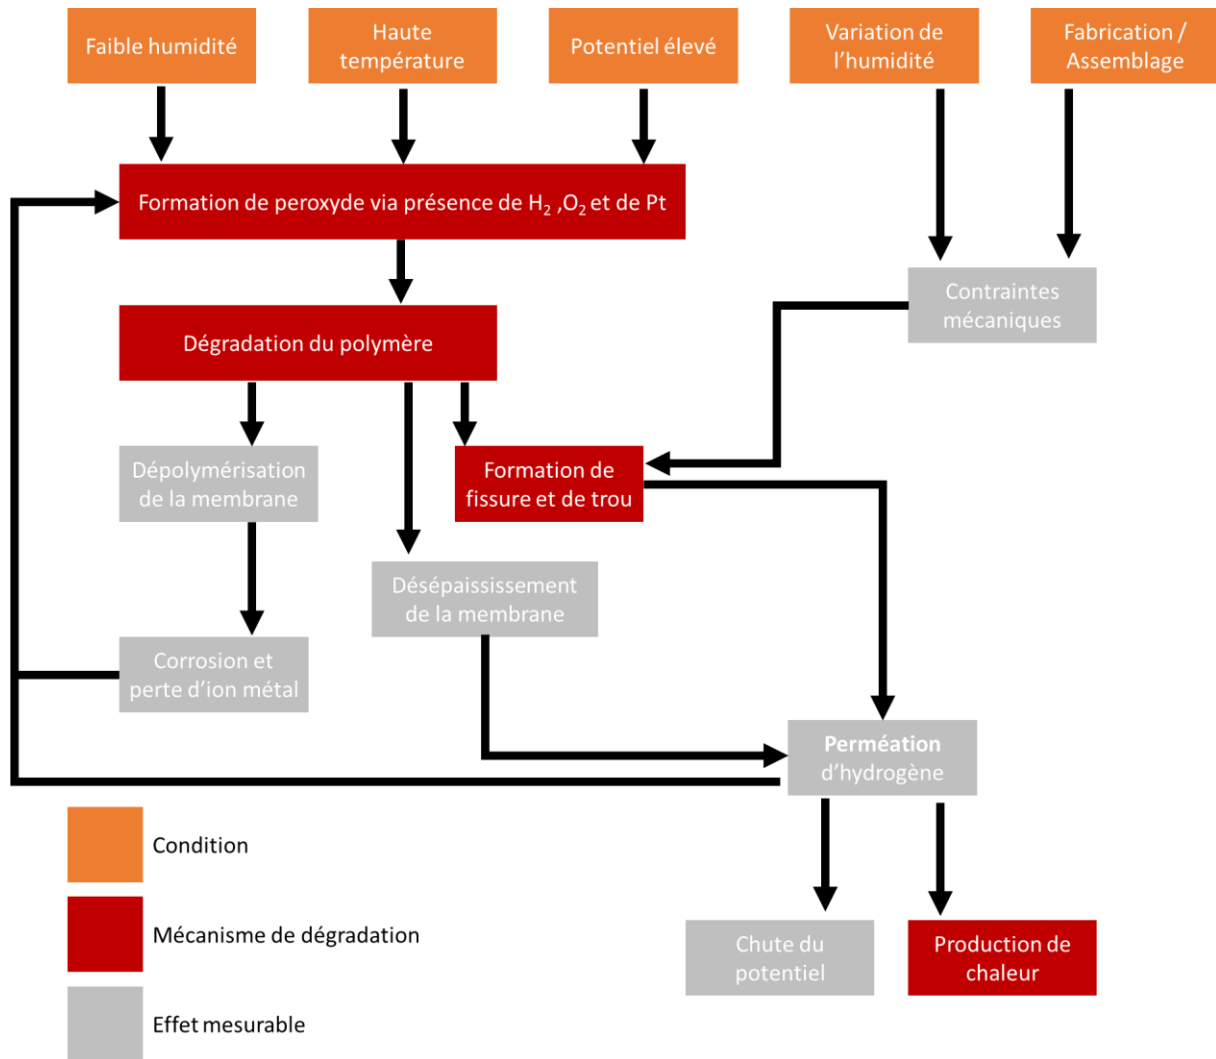 Faible humidité
Haute
température
Potentiel élevé
Variation de
l’humidité
Fabrication /
Assemblage
Formation de peroxyde via présence de H₂ ,O₂ et de Pt
Contraintes
mécaniques
Dégradation du polymère
Dépolymérisation
de la membrane
Formation de
fissure et de trou
Désépaississement
de la membrane
Corrosion et
perte d’ion métal
Perméation
d’hydrogène
Condition
Mécanisme de dégradation
Chute du
potentiel
Production de
chaleur
Effet mesurable